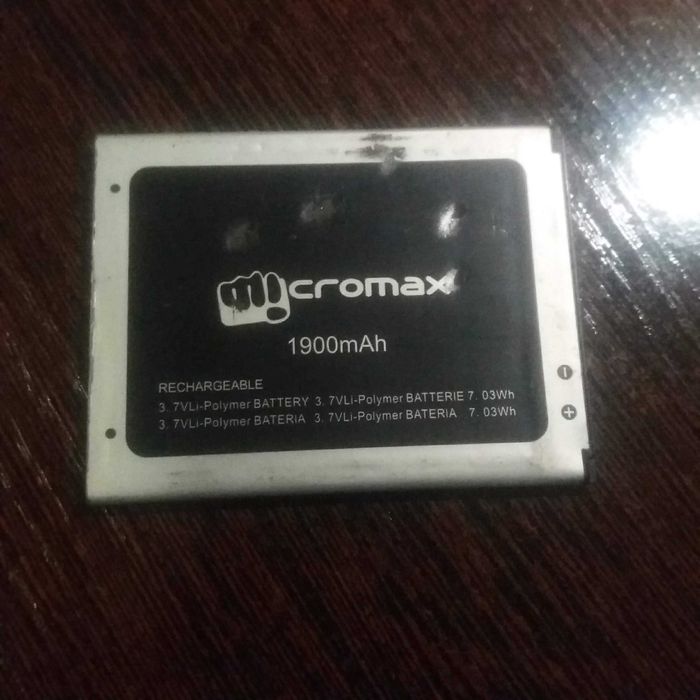 micromax
1900mAh
RECHARGEABLE
3.7VLi-Polymer BATTERY 3.7VLi-Polymer BATTERIE 7.03Wh
3.7VLi-Polymer BATERIA 3.7VLi-Polymer BATERIA 7.03Wh
-
+